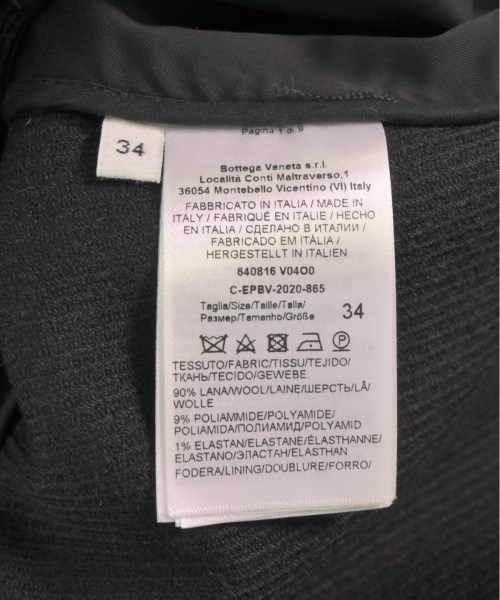 34
Pagina 1 di 9
Bottega Veneta s.r.l.
Località Conti Maltraverso,1
36054 Montebello Vicentino (VI) Italy
FABBRICATO IN ITALIA / MADE IN
ITALY / FABRIQUÉ EN ITALIE / HECHO
EN ITALIA / СДЕЛАНО В ИТАЛИИ /
FABRICADO EM ITÁLIA /
HERGESTELLT IN ITALIEN
640816 V04O0
C-EPBV-2020-865
Taglia/Size/Taille/Talla/
Размер/Tamanho/Größe 34
P
TESSUTO/FABRIC/TISSU/TEJIDO/
ТКАНЬ/TECIDO/GEWEBE
90% LANA/WOOL/LAINE/ШЕРСТЬ/LÃ/
WOLLE
9% POLIAMMIDE/POLYAMIDE/
POLIAMIDA/ПОЛИАМИД/POLYAMID
1% ELASTAN/ELASTANE/ÉLASTHANNE/
ELASTANO/ЭЛАСТАН/ELASTHAN
FODERA/LINING/DOUBLURE/FORRO/